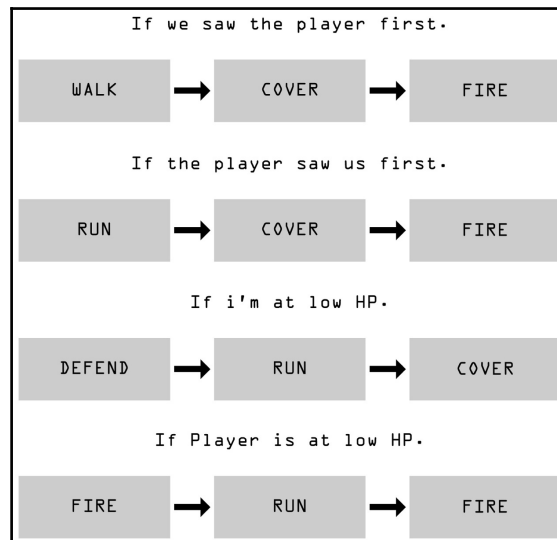 If we saw the player first.
WALK COVER FIRE
If the player saw us first.
RUN COVER FIRE
If i'm at low HP.
DEFEND RUN COVER
If Player is at low HP.
FIRE RUN FIRE